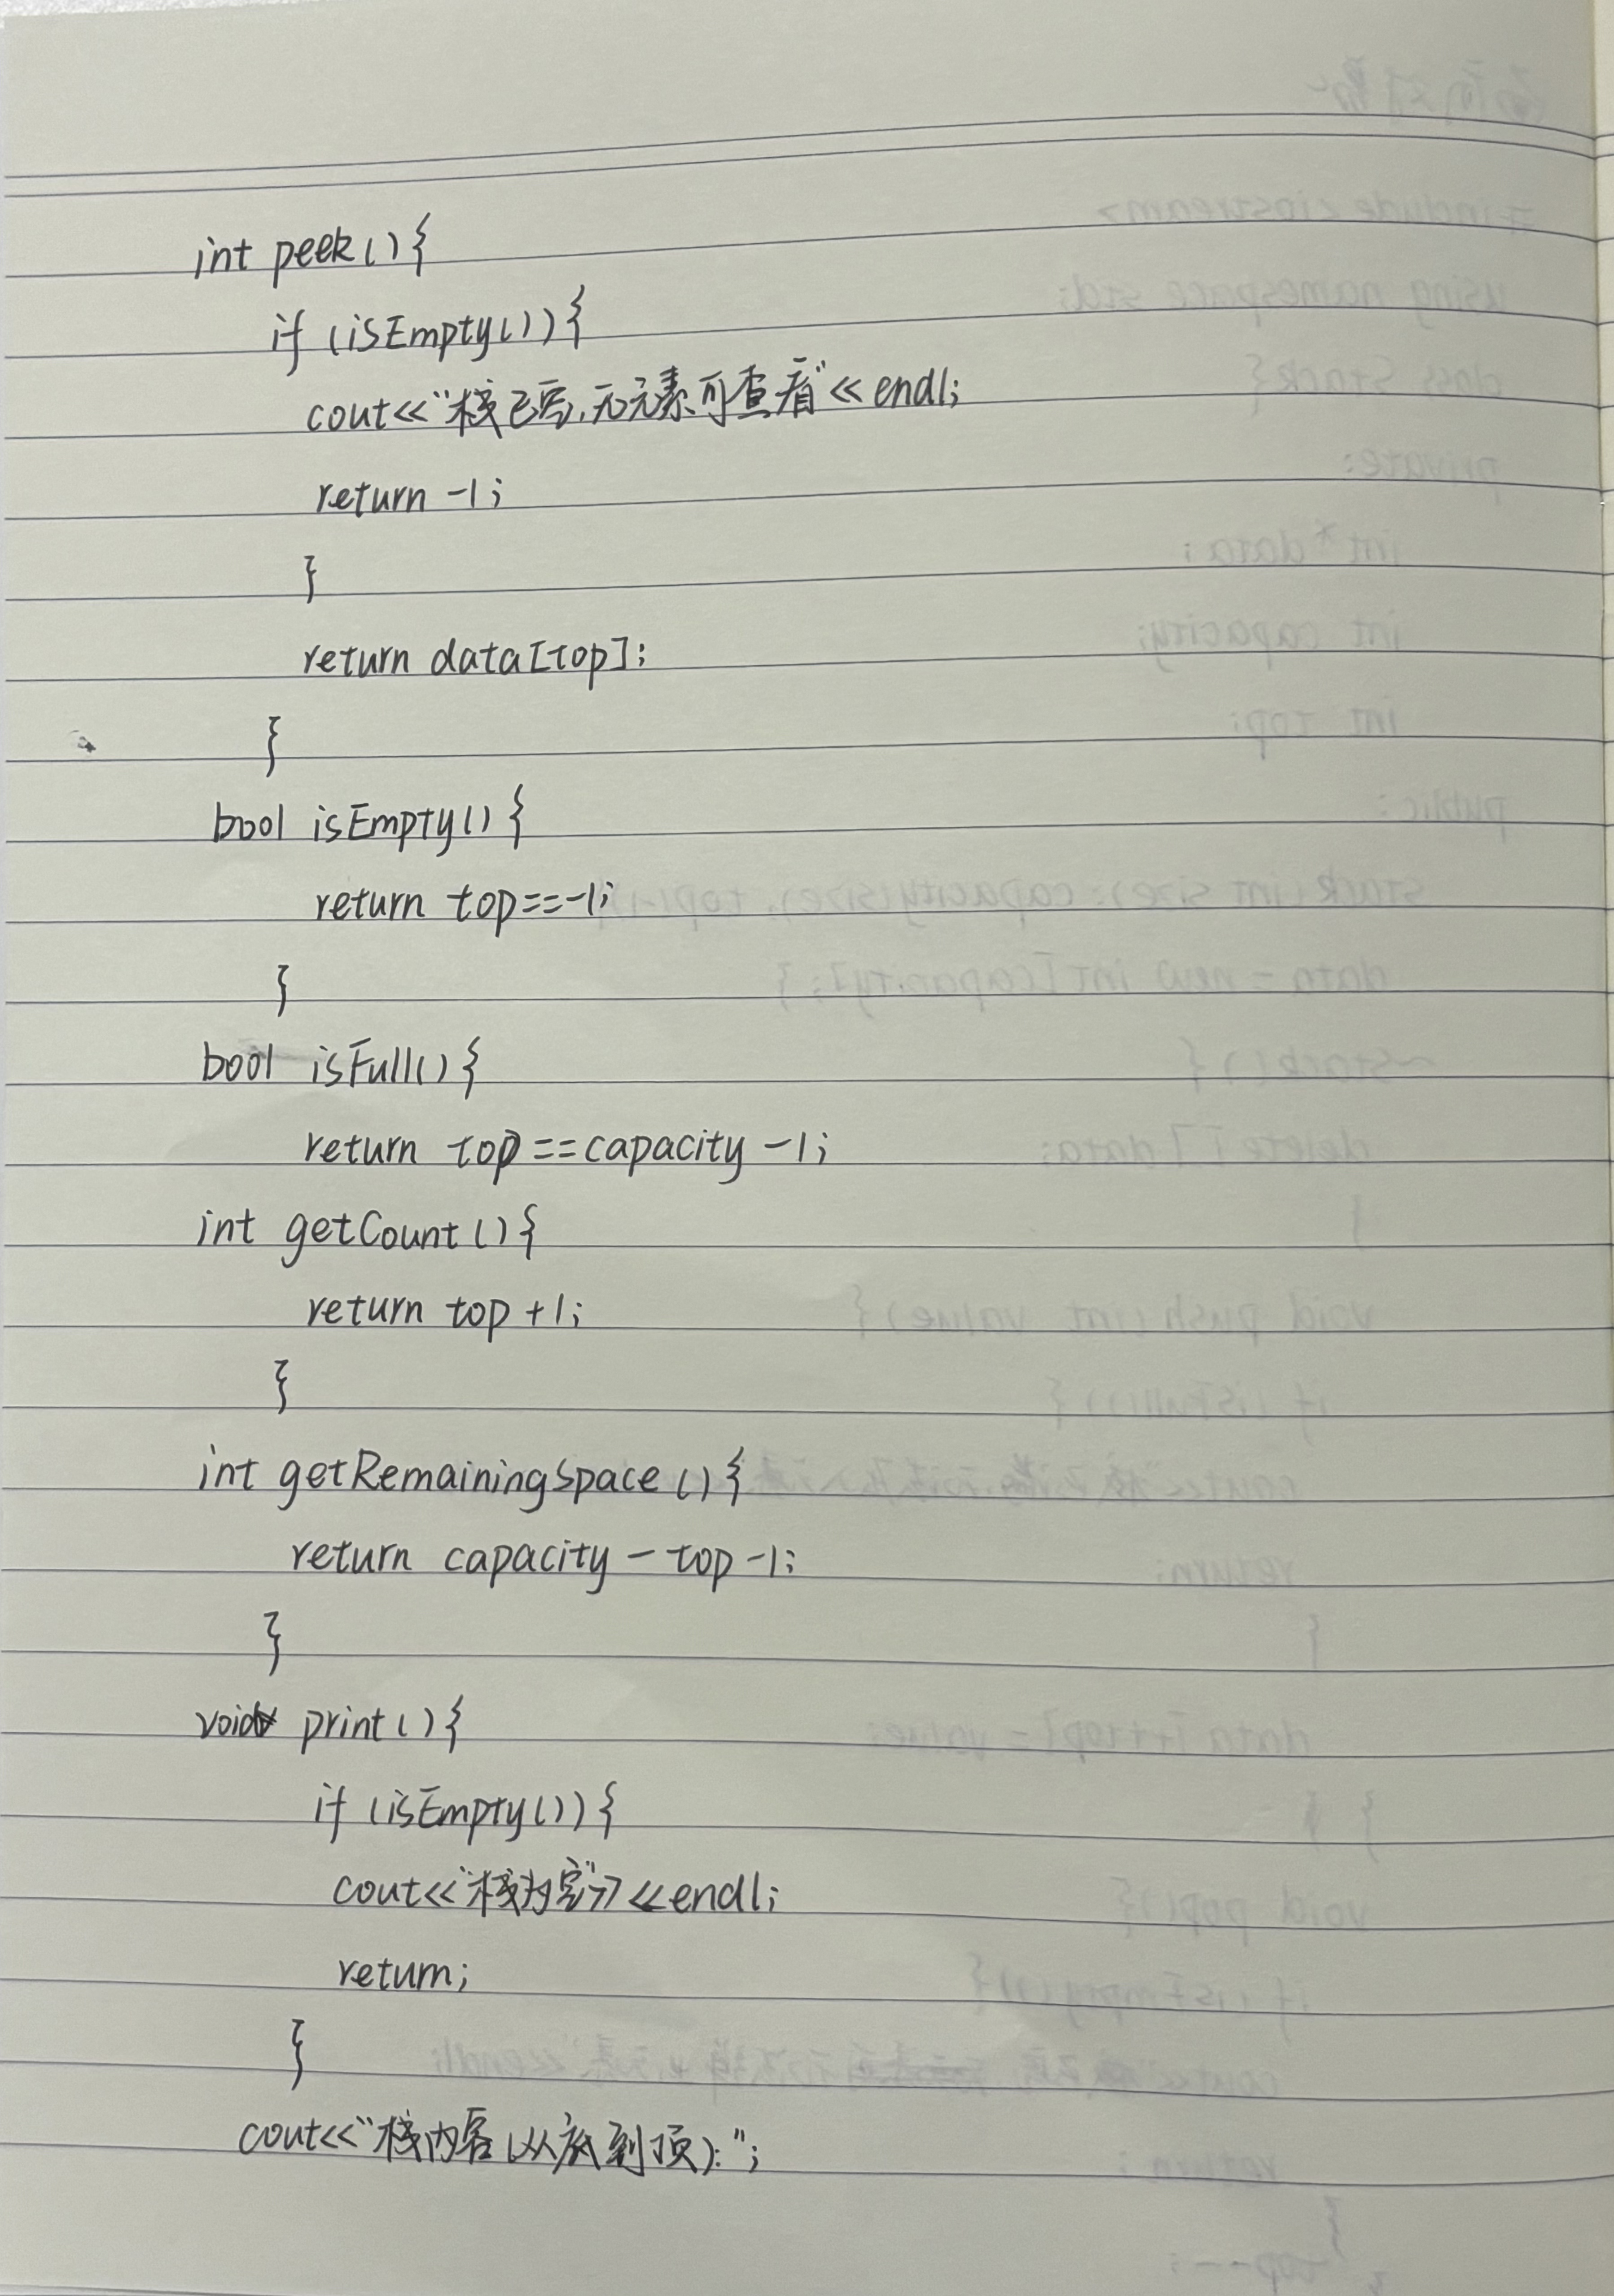 int peek(){
if (isEmpty()){
cout<<"栈已空,无元素可查看"<<endl;
return -1;
}
return data[top];
}
bool isEmpty(){
return top==-1;
}
bool isFull(){
return top==capacity-1;
int getCount(){
return top+1;
}
int getRemainingSpace(){
return capacity-top-1;
}
void print(){
if (isEmpty()){
cout<<"栈为空"<<endl;
return;
}
cout<<"栈内容(从底到顶):";